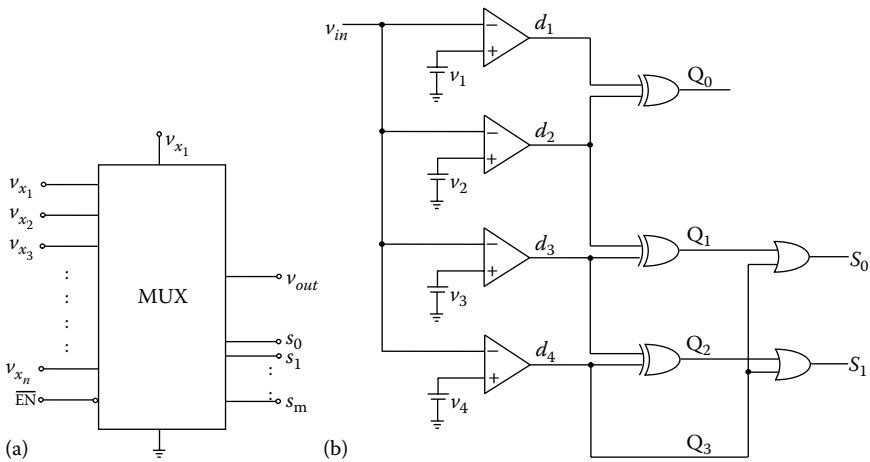 v_{x_1}
v_{x_1}
v_{x_2}
v_{x_3}
MUX
v_{out}
s_0
s_1
s_m
v_{x_n}
\overline{EN}
(a)
v_{in}
− d_1
+
v_1
Q_0
− d_2
+
v_2
− d_3
+
v_3
Q_1
S_0
− d_4
+
v_4
Q_2
S_1
Q_3
(b)